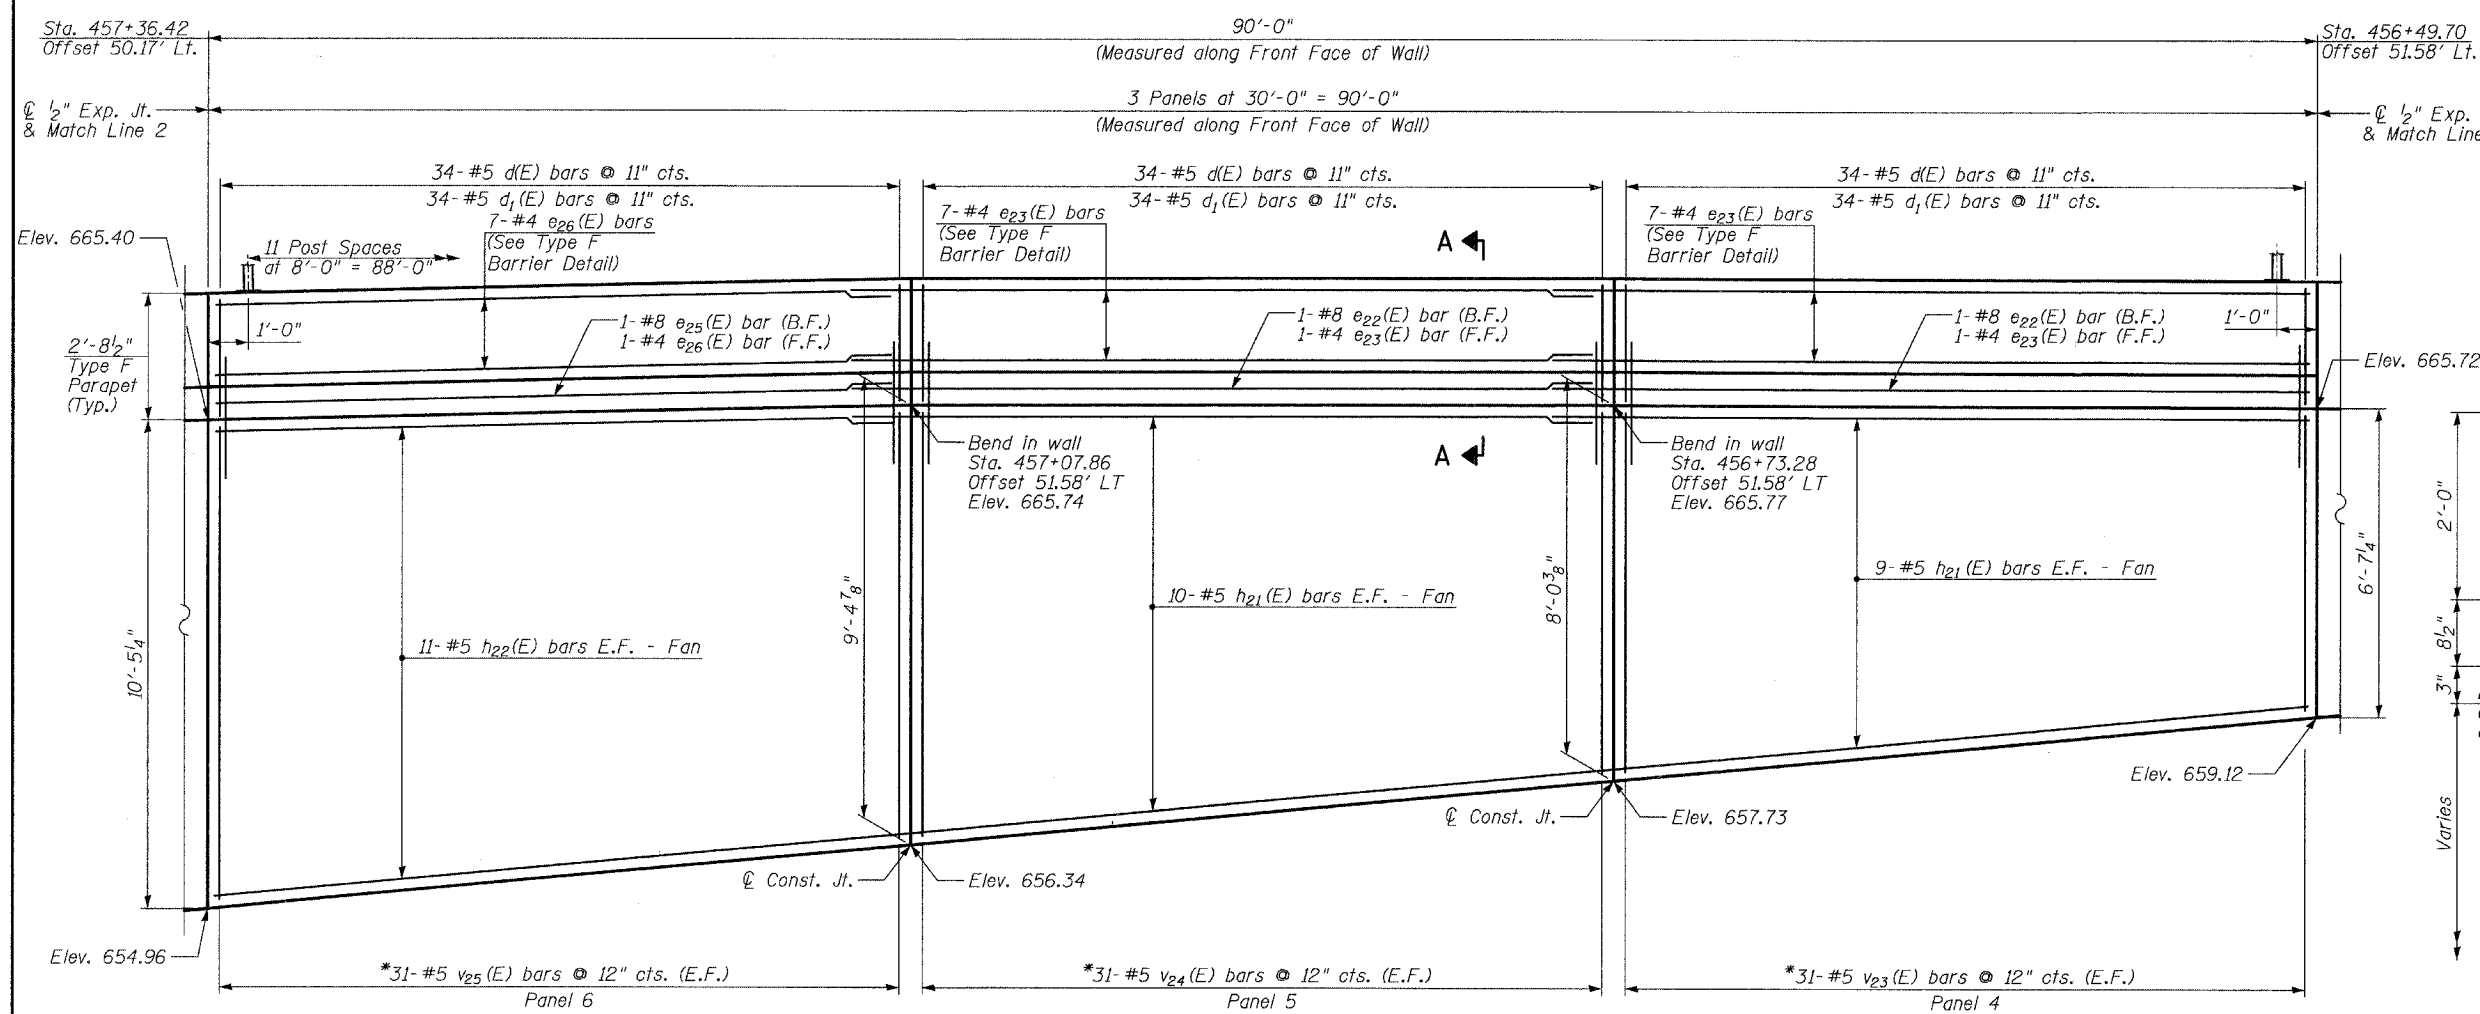 Sta. 457+36.42
Offset 50.17' Lt.
90'-0"
(Measured along Front Face of Wall)
Sta. 456+49.70
Offset 51.58' Lt.
℄ 1/2" Exp. Jt.
& Match Line 2
3 Panels at 30'-0" = 90'-0"
(Measured along Front Face of Wall)
℄ 1/2" Exp.
& Match Line
34-#5 d(E) bars @ 11" cts.
34-#5 d1(E) bars @ 11" cts.
34-#5 d(E) bars @ 11" cts.
34-#5 d1(E) bars @ 11" cts.
34-#5 d(E) bars @ 11" cts.
34-#5 d1(E) bars @ 11" cts.
7-#4 e26(E) bars
(See Type F
Barrier Detail)
7-#4 e23(E) bars
(See Type F
Barrier Detail)
7-#4 e23(E) bars
(See Type F
Barrier Detail)
Elev. 665.40
11 Post Spaces
at 8'-0" = 88'-0"
A
1'-0"
1-#8 e25(E) bar (B.F.)
1-#4 e26(E) bar (F.F.)
1-#8 e22(E) bar (B.F.)
1-#4 e23(E) bar (F.F.)
1-#8 e22(E) bar (B.F.)
1-#4 e23(E) bar (F.F.)
1'-0"
2'-8 1/2"
Type F
Parapet
(Typ.)
Elev. 665.72
Bend in wall
Sta. 457+07.86
Offset 51.58' LT
Elev. 665.74
A
Bend in wall
Sta. 456+73.28
Offset 51.58' LT
Elev. 665.77
2'-0"
8 1/2"
3"
Varies
10'-5 1/4"
11-#5 h22(E) bars E.F. - Fan
9'-4 7/8"
10-#5 h21(E) bars E.F. - Fan
8'-0 3/8"
9-#5 h21(E) bars E.F. - Fan
6'-7 1/4"
Elev. 659.12
℄ Const. Jt.
Elev. 657.73
℄ Const. Jt.
Elev. 656.34
Elev. 654.96
*31-#5 v25(E) bars @ 12" cts. (E.F.)
Panel 6
*31-#5 v24(E) bars @ 12" cts. (E.F.)
Panel 5
*31-#5 v23(E) bars @ 12" cts. (E.F.)
Panel 4